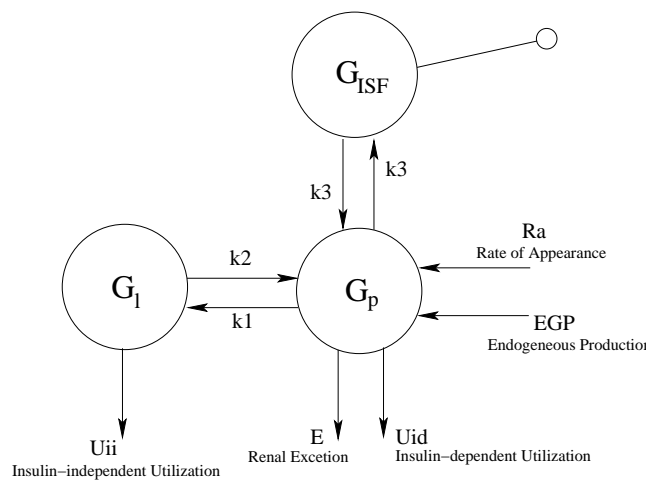 G_ISF
k3
k3
Ra
Rate of Appearance
k2
G_l
G_p
k1
EGP
Endogeneous Production
Uii
Insulin−independent Utilization
E
Renal Excetion
Uid
Insulin−dependent Utilization